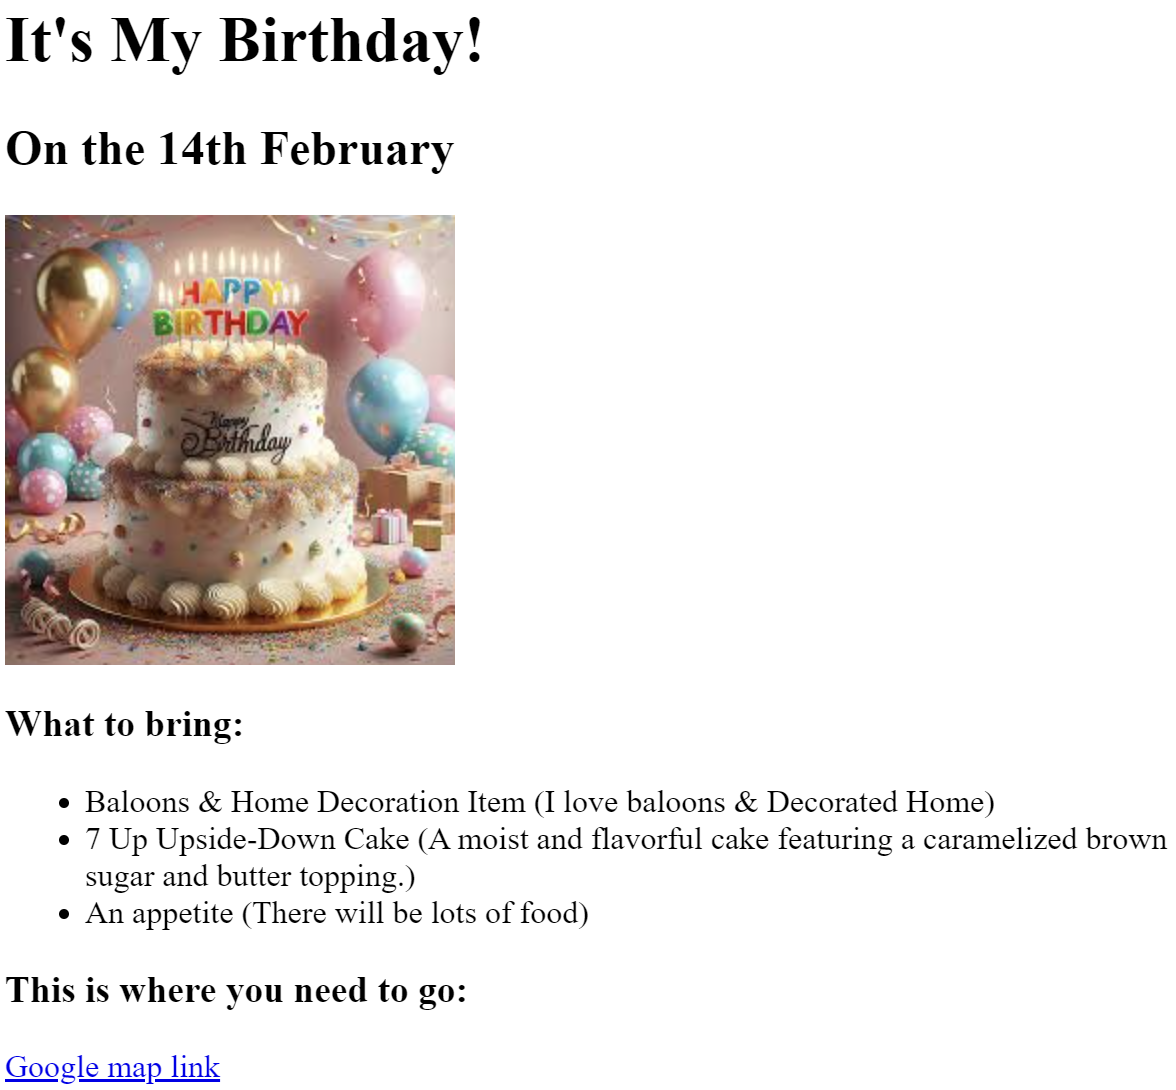 It's My Birthday!
On the 14th February
HAPPY
BIRTHDAY
Happy
Birthday
What to bring:
Baloons & Home Decoration Item (I love baloons & Decorated Home)
7 Up Upside-Down Cake (A moist and flavorful cake featuring a caramelized brown
sugar and butter topping.)
An appetite (There will be lots of food)
This is where you need to go:
Google map link